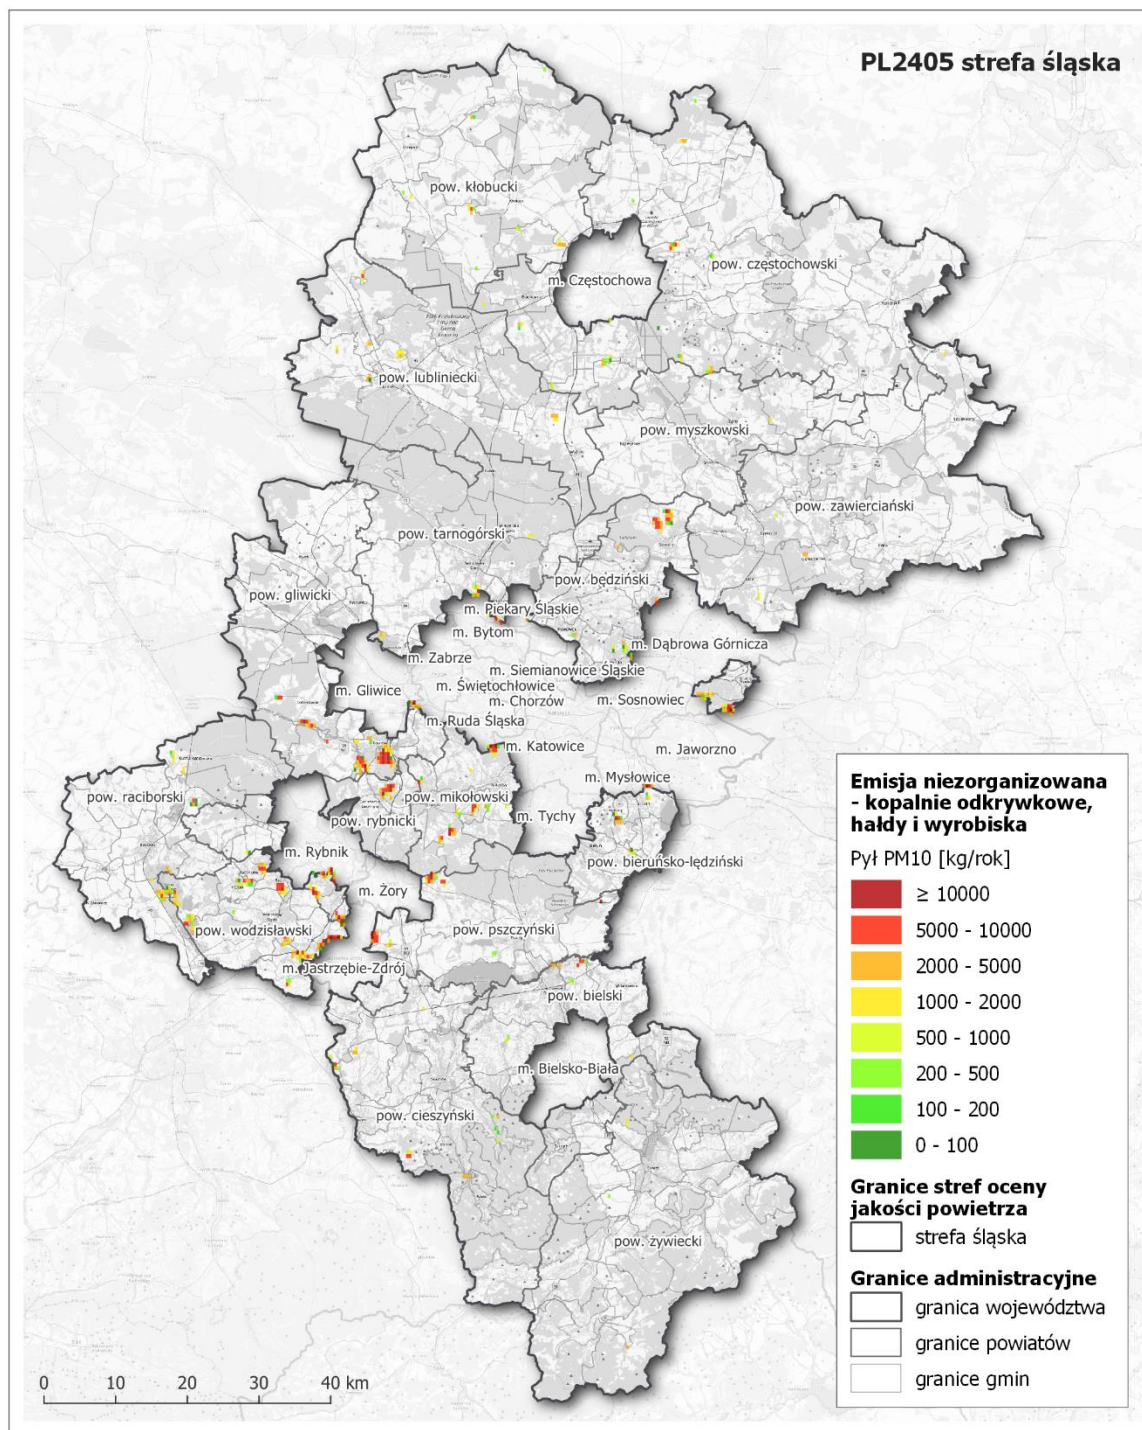 PL2405 strefa śląska
pow. kłobucki
pow. częstochowski
m. Częstochowa
pow. lubliniecki
pow. myszkowski
pow. zawierciański
pow. tarnogórski
pow. będziński
pow. gliwicki
m. Piekary Śląskie
m. Bytom
m. Dąbrowa Górnicza
m. Zabrze
m. Siemianowice Śląskie
m. Gliwice
m. Świętochłowice
m. Chorzów
m. Sosnowiec
m. Ruda Śląska
m. Katowice
m. Jaworzno
m. Mysłowice
pow. raciborski
pow. mikołowski
m. Tychy
pow. rybnicki
m. Rybnik
pow. bieruńsko-lędziński
m. Żory
pow. wodzisławski
pow. pszczyński
m. Jastrzębie-Zdrój
pow. bielski
m. Bielsko-Biała
pow. cieszyński
pow. żywiecki
Emisja niezorganizowana
- kopalnie odkrywkowe,
hałdy i wyrobiska
Pył PM10 [kg/rok]
≥ 10000
5000 - 10000
2000 - 5000
1000 - 2000
500 - 1000
200 - 500
100 - 200
0 - 100
Granice stref oceny
jakości powietrza
strefa śląska
Granice administracyjne
granica województwa
granice powiatów
granice gmin
0 10 20 30 40 km